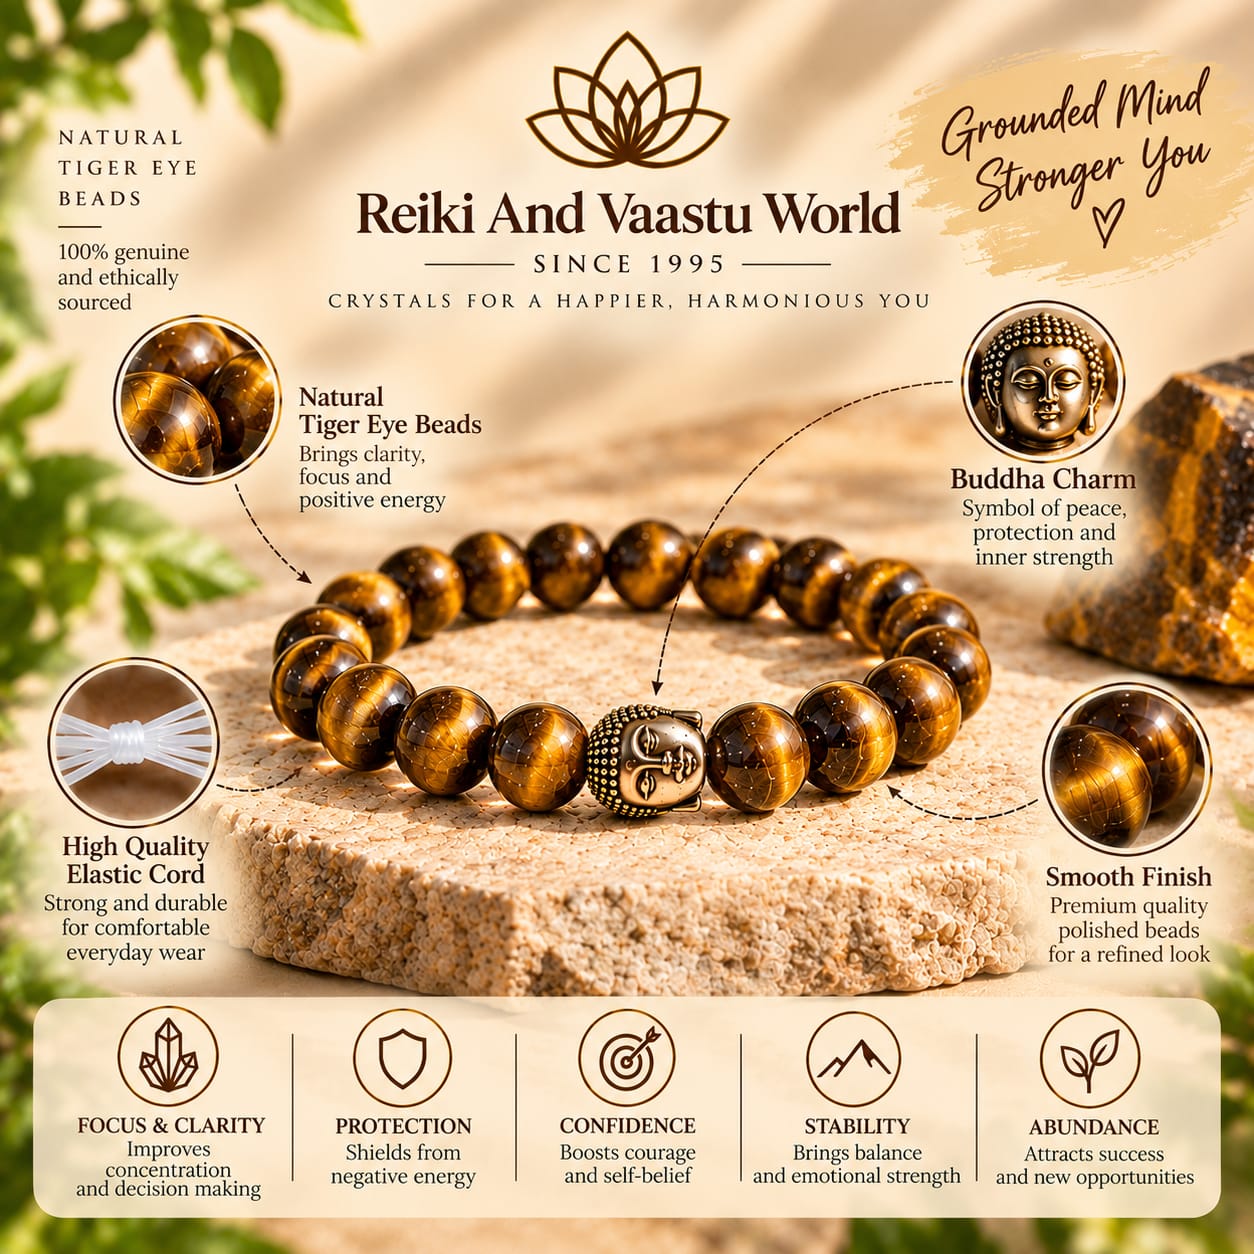 Reiki And Vaastu World
SINCE 1995
CRYSTALS FOR A HAPPIER, HARMONIOUS YOU
NATURAL
TIGER EYE
BEADS
100% genuine
and ethically
sourced
Grounded Mind
Stronger You
Natural
Tiger Eye Beads
Brings clarity,
focus and
positive energy
Buddha Charm
Symbol of peace,
protection and
inner strength
High Quality
Elastic Cord
Strong and durable
for comfortable
everyday wear
Smooth Finish
Premium quality
polished beads
for a refined look
FOCUS & CLARITY
Improves
concentration
and decision making
PROTECTION
Shields from
negative energy
CONFIDENCE
Boosts courage
and self-belief
STABILITY
Brings balance
and emotional strength
ABUNDANCE
Attracts success
and new opportunities